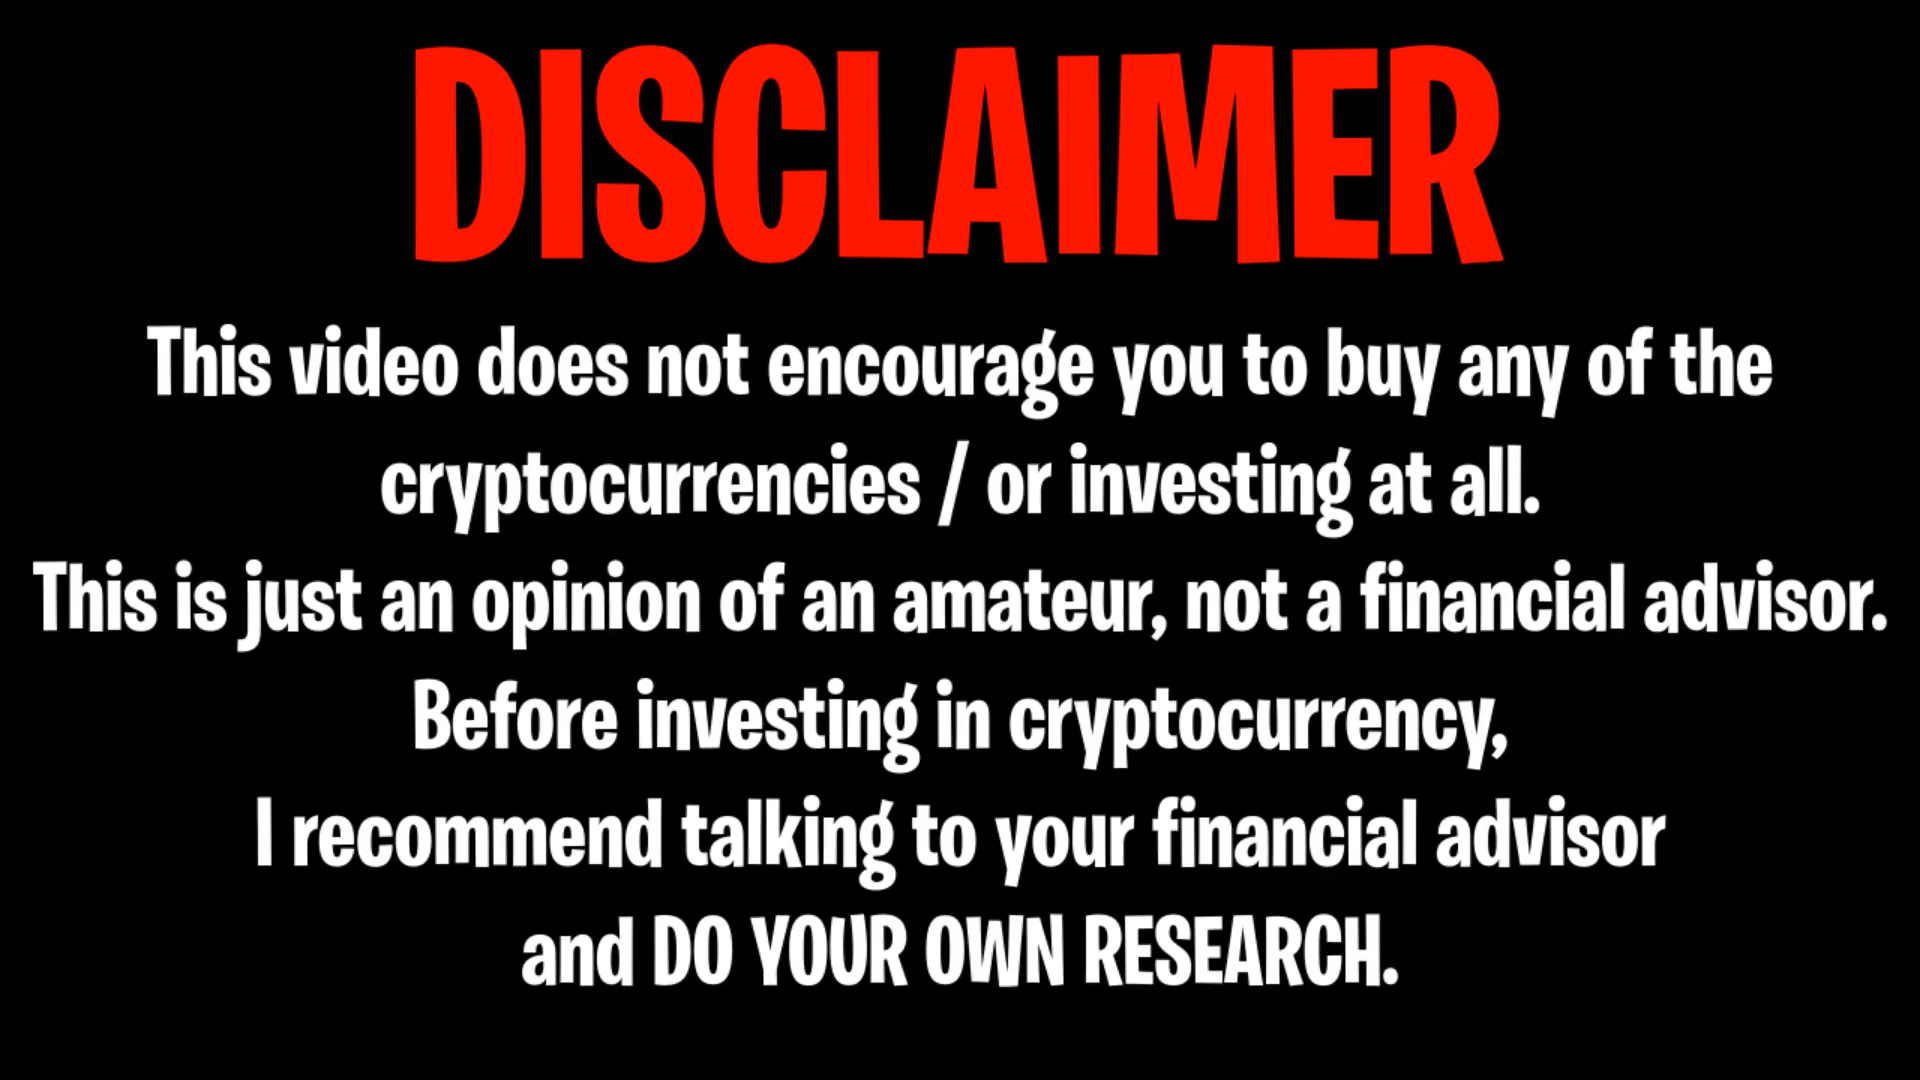 DISCLAIMER
This video does not encourage you to buy any of the
cryptocurrencies / or investing at all.
This is just an opinion of an amateur, not a financial advisor.
Before investing in cryptocurrency,
I recommend talking to your financial advisor
and DO YOUR OWN RESEARCH.